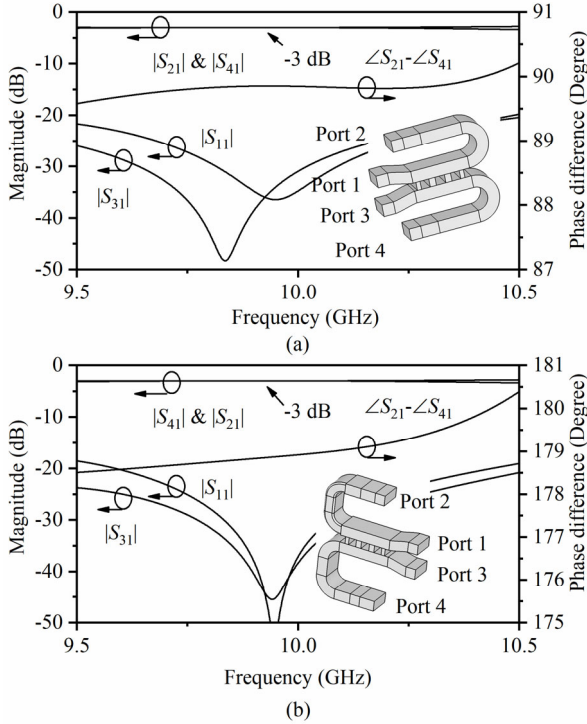 (a)
Magnitude (dB)
0
-10
-20
-30
-40
-50
9.5
10.0
10.5
Frequency (GHz)
91
90
89
88
87
Phase difference (Degree)
|S21| & |S41|
-3 dB
∠S21-∠S41
|S11|
|S31|
Port 2
Port 1
Port 3
Port 4
(a)
Magnitude (dB)
0
-10
-20
-30
-40
-50
9.5
10.0
10.5
Frequency (GHz)
181
180
179
178
177
176
175
Phase difference (Degree)
|S41| & |S21|
-3 dB
∠S21-∠S41
|S11|
|S31|
Port 2
Port 1
Port 3
Port 4
(b)